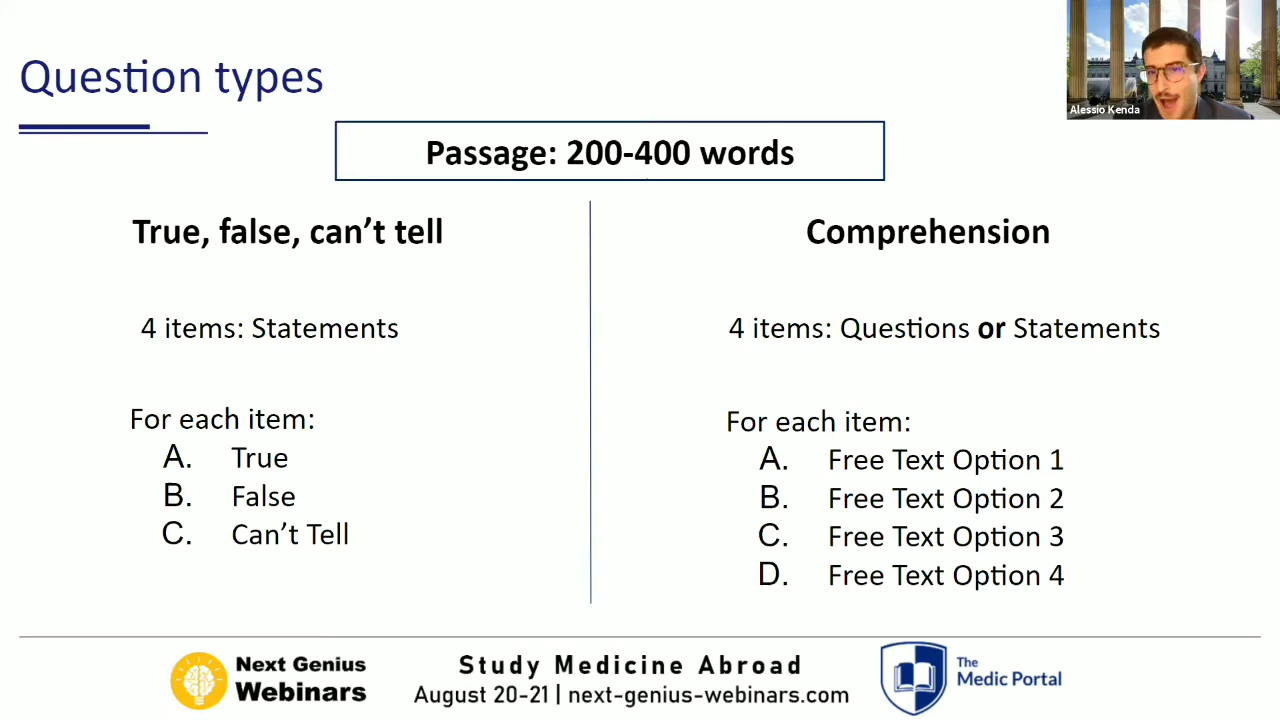 Question types
Alessio Kenda
Passage: 200-400 words
True, false, can’t tell
4 items: Statements
For each item:
A. True
B. False
C. Can’t Tell
Comprehension
4 items: Questions or Statements
For each item:
A. Free Text Option 1
B. Free Text Option 2
C. Free Text Option 3
D. Free Text Option 4
Next Genius
Webinars
Study Medicine Abroad
August 20-21 | next-genius-webinars.com
The
Medic Portal